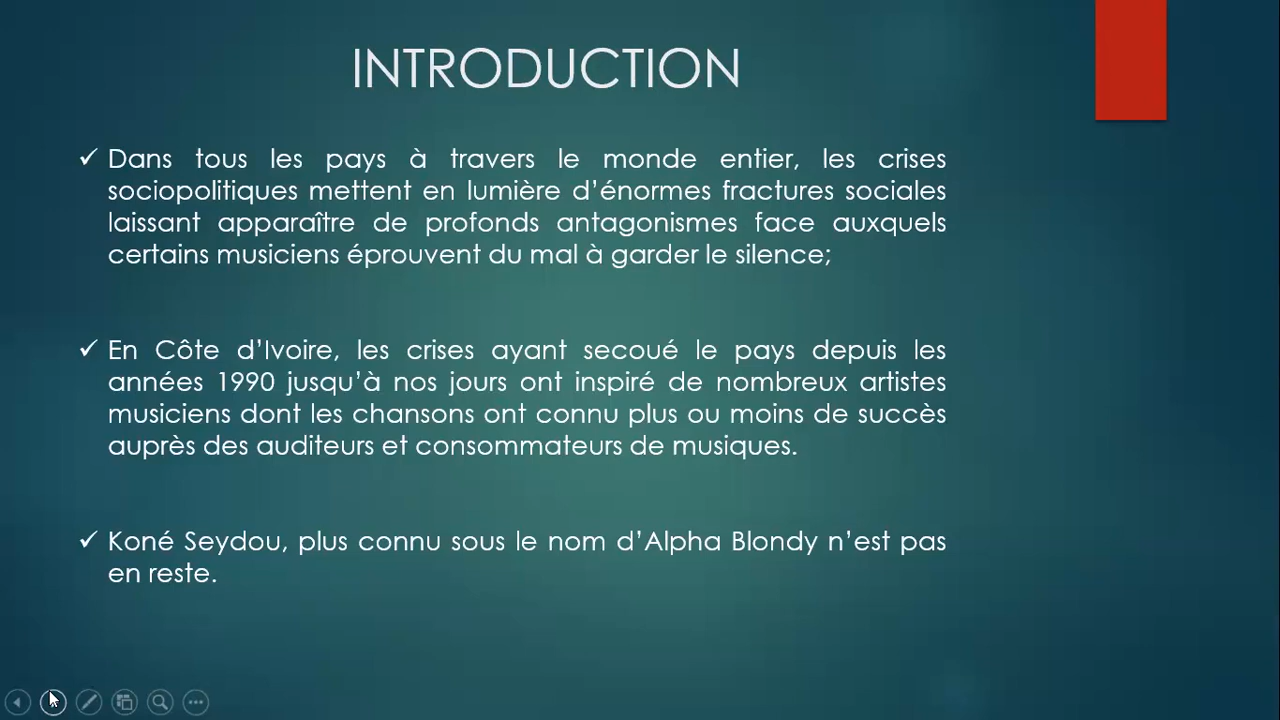 INTRODUCTION
✓ Dans tous les pays à travers le monde entier, les crises
sociopolitiques mettent en lumière d’énormes fractures sociales
laissant apparaître de profonds antagonismes face auxquels
certains musiciens éprouvent du mal à garder le silence;
✓ En Côte d’Ivoire, les crises ayant secoué le pays depuis les
années 1990 jusqu’à nos jours ont inspiré de nombreux artistes
musiciens dont les chansons ont connu plus ou moins de succès
auprès des auditeurs et consommateurs de musiques.
✓ Koné Seydou, plus connu sous le nom d’Alpha Blondy n’est pas
en reste.